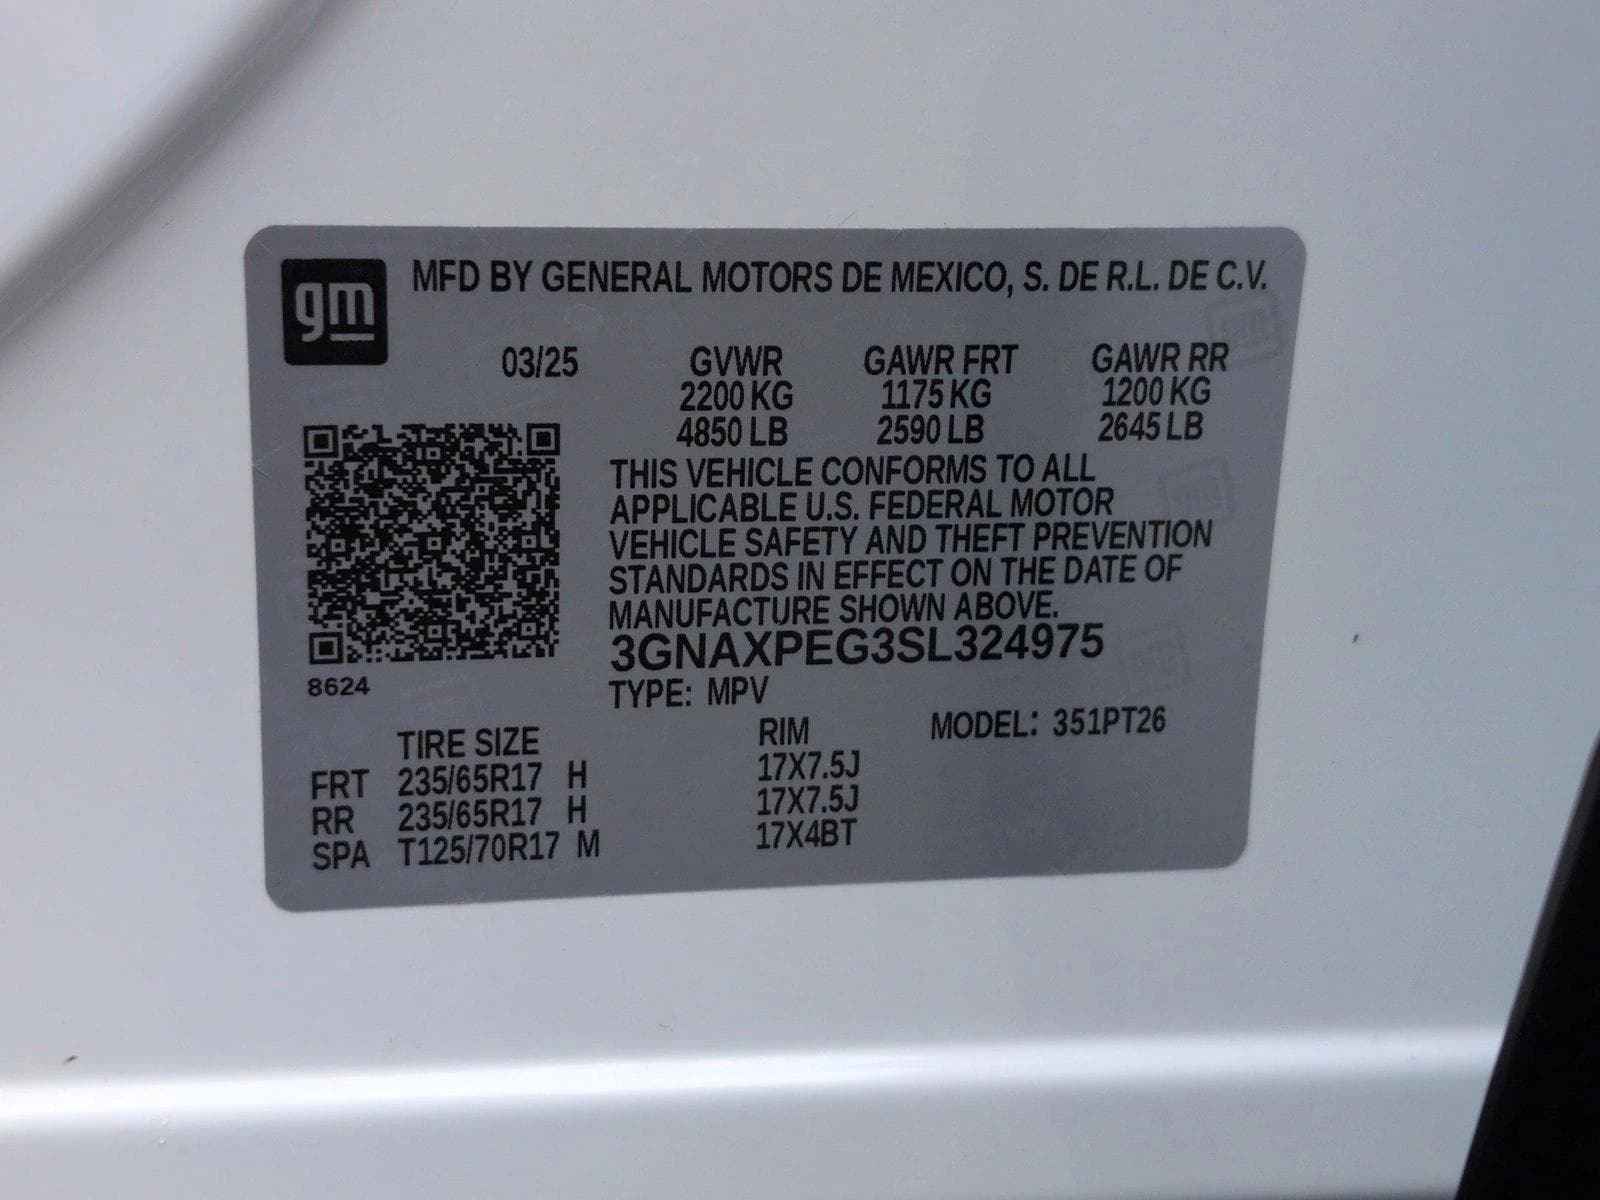 gm
MFD BY GENERAL MOTORS DE MEXICO, S. DE R.L. DE C.V.
03/25 GVWR GAWR FRT GAWR RR
2200 KG 1175 KG 1200 KG
4850 LB 2590 LB 2645 LB
THIS VEHICLE CONFORMS TO ALL
APPLICABLE U.S. FEDERAL MOTOR
VEHICLE SAFETY AND THEFT PREVENTION
STANDARDS IN EFFECT ON THE DATE OF
MANUFACTURE SHOWN ABOVE.
3GNAXPEG3SL324975
8624
TYPE: MPV
TIRE SIZE RIM MODEL: 351PT26
FRT 235/65R17 H 17X7.5J
RR 235/65R17 H 17X7.5J
SPA T125/70R17 M 17X4BT